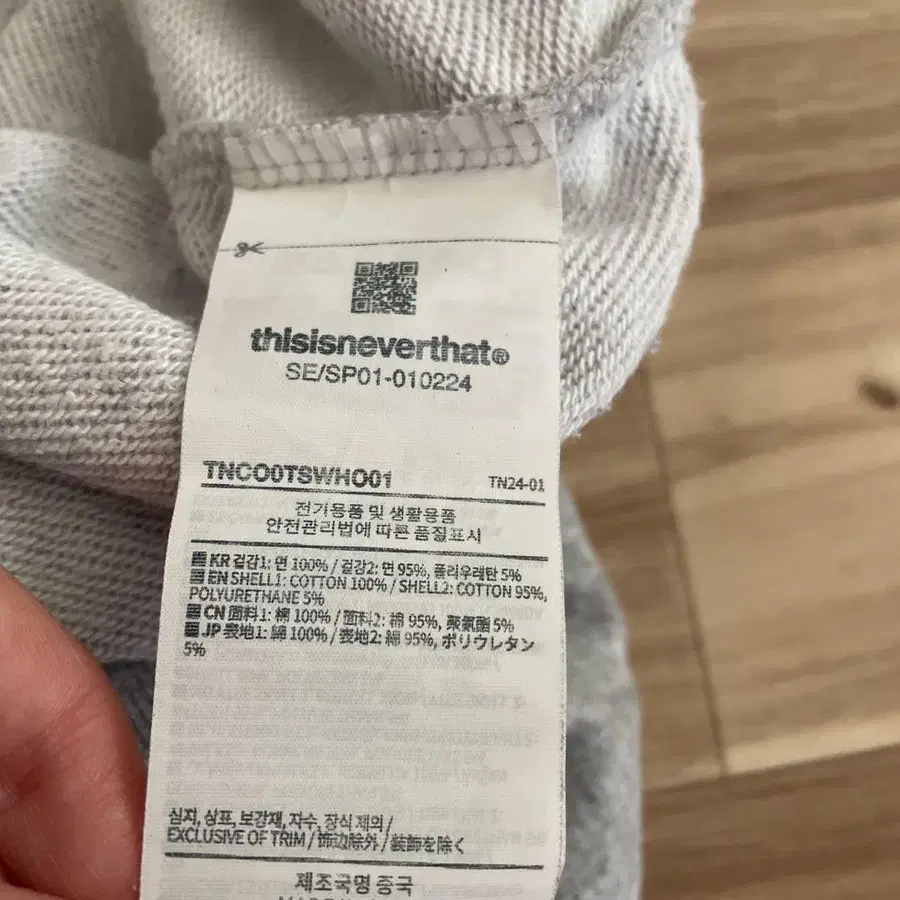 thisisneverthat®
SE/SP01-010224
TNCO0TSWHO01 TN24-01
전기용품 및 생활용품
안전관리법에 따른 품질표시
KR 겉감1: 면 100% / 겉감2: 면 95%, 폴리우레탄 5%
EN SHELL1: COTTON 100% / SHELL2: COTTON 95%,
POLYURETHANE 5%
CN 面料1: 棉 100% / 面料2: 棉 95%, 聚氨酯 5%
JP 表地1: 綿 100% / 表地2: 綿 95%, ポリウレタン
5%
심지, 상표, 보강재, 자수, 장식 제외 /
EXCLUSIVE OF TRIM / 饰边除外 / 装飾を除く
제조국명 중국